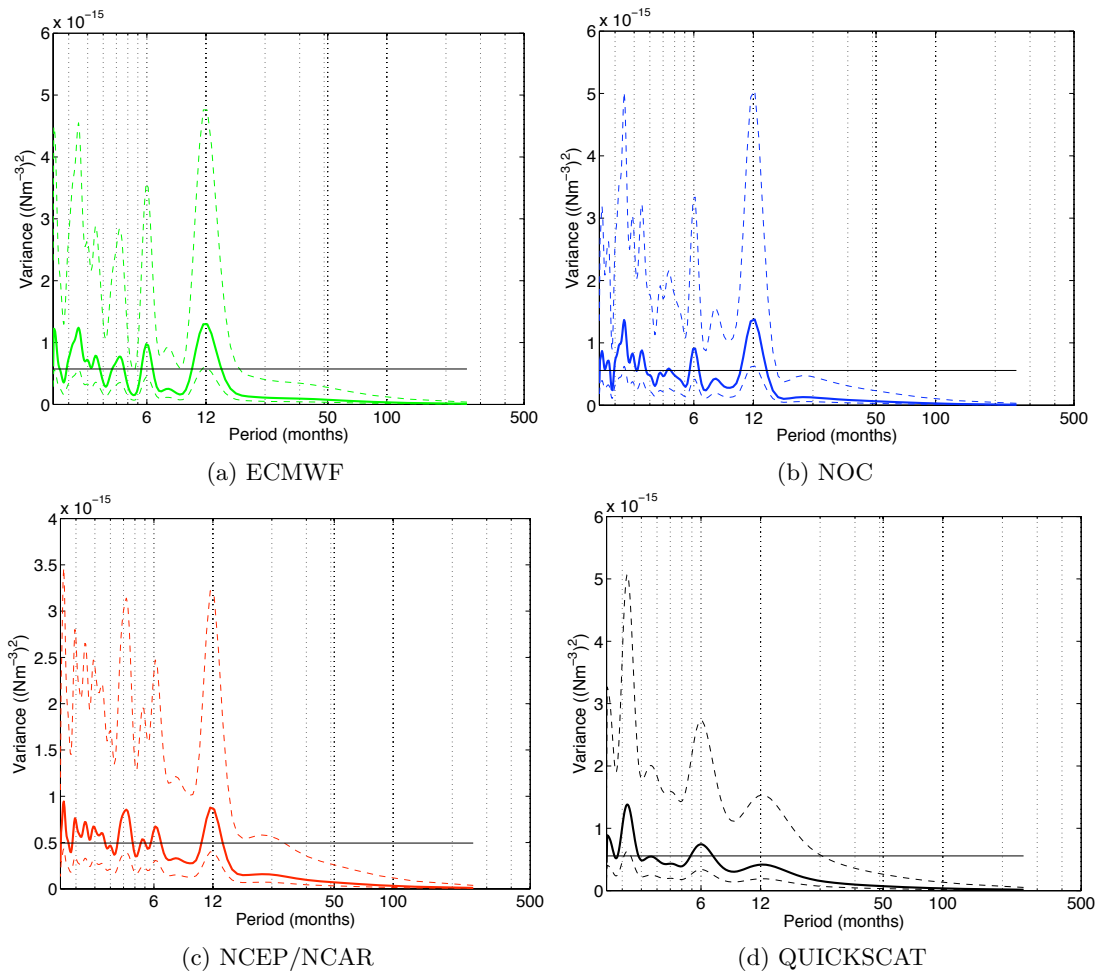 x 10⁻¹⁵
6
5
4
3
2
1
0
Variance ((Nm⁻³)²)
6 12 50 100 500
Period (months)
(a) ECMWF
x 10⁻¹⁵
6
5
4
3
2
1
0
Variance ((Nm⁻³)²)
6 12 50 100 500
Period (months)
(b) NOC
x 10⁻¹⁵
4
3.5
3
2.5
2
1.5
1
0.5
0
Variance ((Nm⁻³)²)
6 12 50 100 500
Period (months)
(c) NCEP/NCAR
x 10⁻¹⁵
6
5
4
3
2
1
0
Variance ((Nm⁻³)²)
6 12 50 100 500
Period (months)
(d) QUICKSCAT